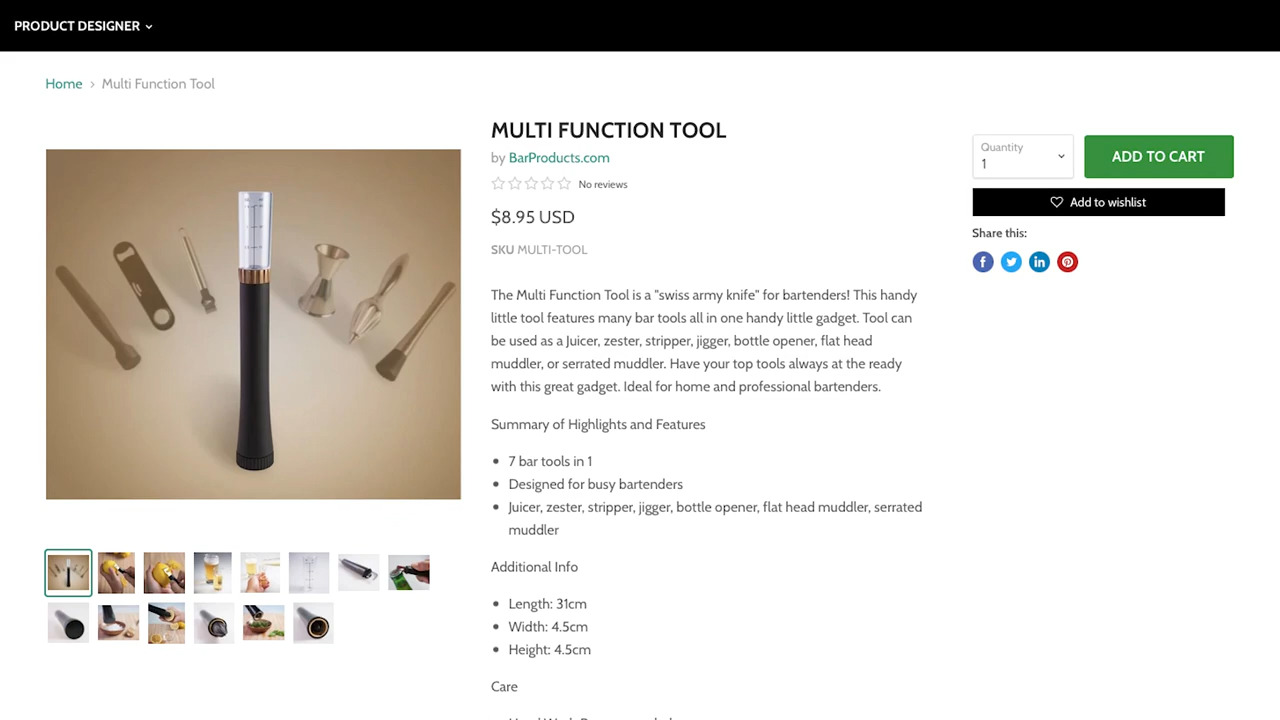 PRODUCT DESIGNER
Home > Multi Function Tool
MULTI FUNCTION TOOL
by BarProducts.com
No reviews
$8.95 USD
SKU MULTI-TOOL
The Multi Function Tool is a "swiss army knife" for bartenders! This handy
little tool features many bar tools all in one handy little gadget. Tool can
be used as a Juicer, zester, stripper, jigger, bottle opener, flat head
muddler, or serrated muddler. Have your top tools always at the ready
with this great gadget. Ideal for home and professional bartenders.
Summary of Highlights and Features
• 7 bar tools in 1
• Designed for busy bartenders
• Juicer, zester, stripper, jigger, bottle opener, flat head muddler, serrated
muddler
Additional Info
• Length: 31cm
• Width: 4.5cm
• Height: 4.5cm
Care
Quantity
1
ADD TO CART
Add to wishlist
Share this: